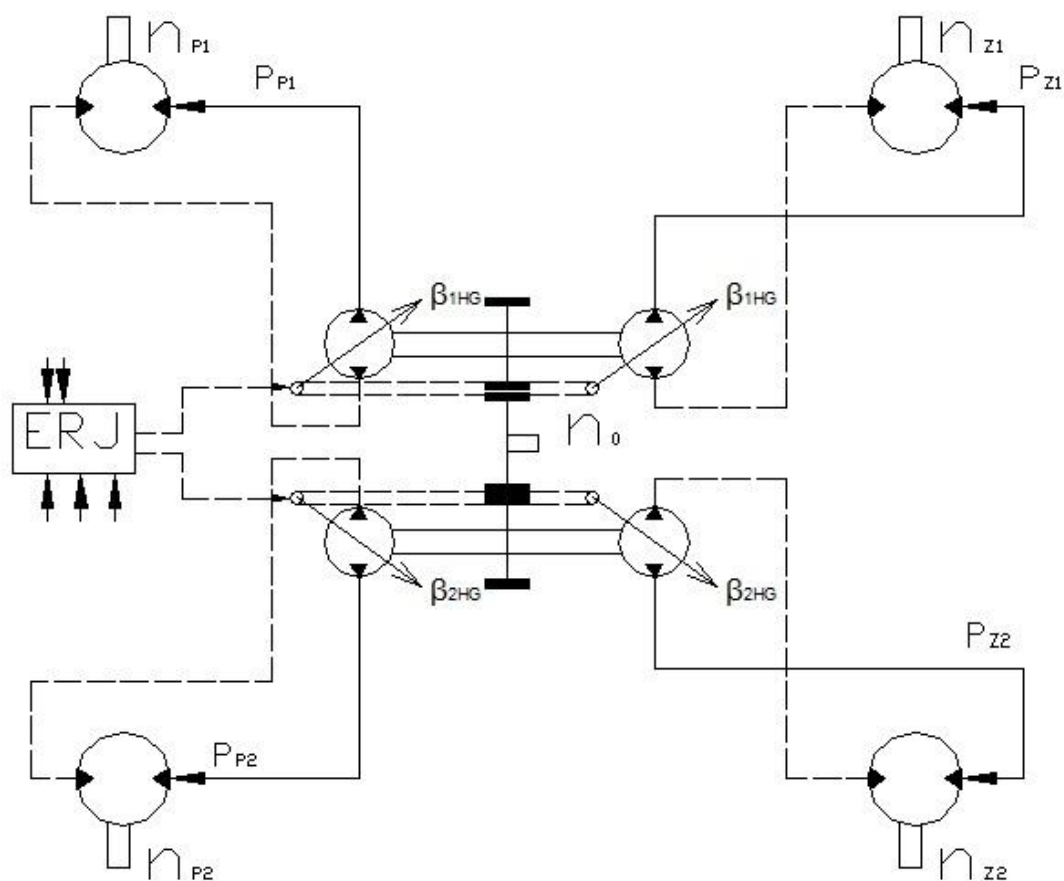 n P1
P P1
n Z1
P Z1
β1HG
β1HG
ERJ
n 0
β2HG
β2HG
P Z2
P P2
n P2
n Z2